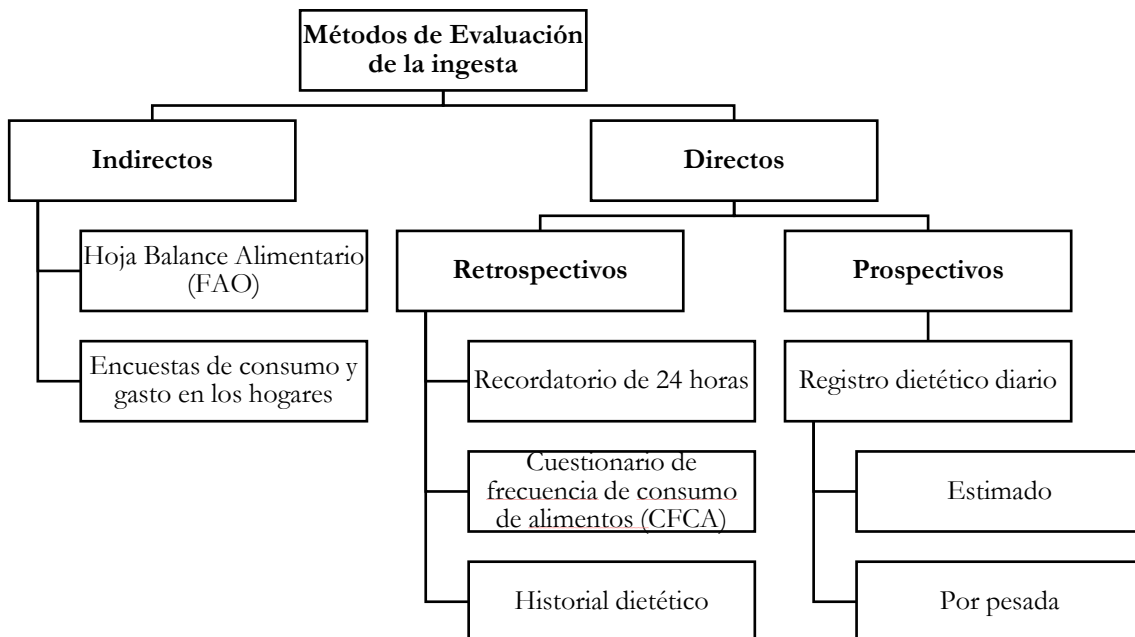 Métodos de Evaluación
de la ingesta
Indirectos
Directos
Hoja Balance Alimentario
(FAO)
Encuestas de consumo y
gasto en los hogares
Retrospectivos
Prospectivos
Recordatorio de 24 horas
Cuestionario de
frecuencia de consumo
de alimentos (CFCA)
Historial dietético
Registro dietético diario
Estimado
Por pesada